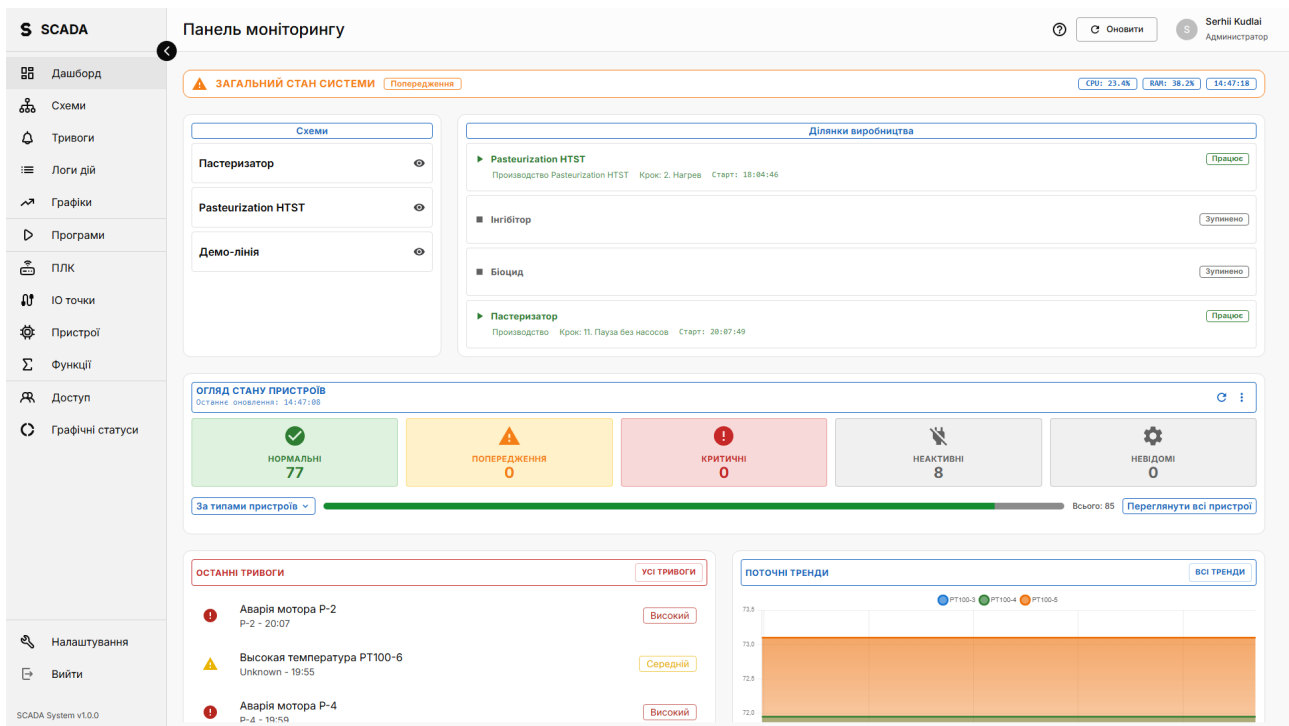 S SCADA
Панель моніторингу
Оновити
S
Serhii Kudlai
Администратор
Дашборд
Схеми
Тривоги
Логи дій
Графіки
Програми
ПЛК
IO точки
Пристрої
Функції
Доступ
Графічні статуси
Налаштування
Вийти
SCADA System v1.0.0
ЗАГАЛЬНИЙ СТАН СИСТЕМИ Попередження
CPU: 23.4% RAM: 38.2% 14:47:18
Схеми
Пастеризатор
Pasteurization HTST
Демо-лінія
Ділянки виробництва
Pasteurization HTST Працює
Производство Pasteurization HTST Крок: 2. Нагрев Старт: 18:04:46
Інгібітор Зупинено
Біоцид Зупинено
Пастеризатор Працює
Производство Крок: 11. Пауза без насосов Старт: 20:07:49
ОГЛЯД СТАНУ ПРИСТРОЇВ
Останнє оновлення: 14:47:08
НОРМАЛЬНІ
77
ПОПЕРЕДЖЕННЯ
0
КРИТИЧНІ
0
НЕАКТИВНІ
8
НЕВІДОМІ
0
За типами пристроїв
Всього: 85
Переглянути всі пристрої
ОСТАННІ ТРИВОГИ
УСІ ТРИВОГИ
Аварія мотора P-2
P-2 - 20:07
Високий
Высокая температура PT100-6
Unknown - 19:55
Середній
Аварія мотора P-4
P-4 - 19:59
Високий
ПОТОЧНІ ТРЕНДИ
ВСІ ТРЕНДИ
PT100-3 PT100-4 PT100-5
73,5
73,0
72,5
72,0